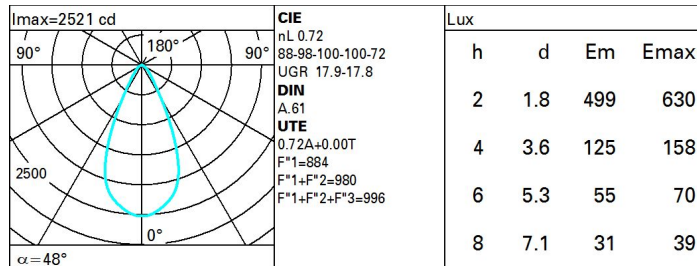 Imax=2521 cd
90° 180° 90°
2500
0°
α=48°
CIE
nL 0.72
88-98-100-100-72
UGR 17.9-17.8
DIN
A.61
UTE
0.72A+0.00T
F"1=884
F"1+F"2=980
F"1+F"2+F"3=996
Lux
h d Em Emax
2 1.8 499 630
4 3.6 125 158
6 5.3 55 70
8 7.1 31 39